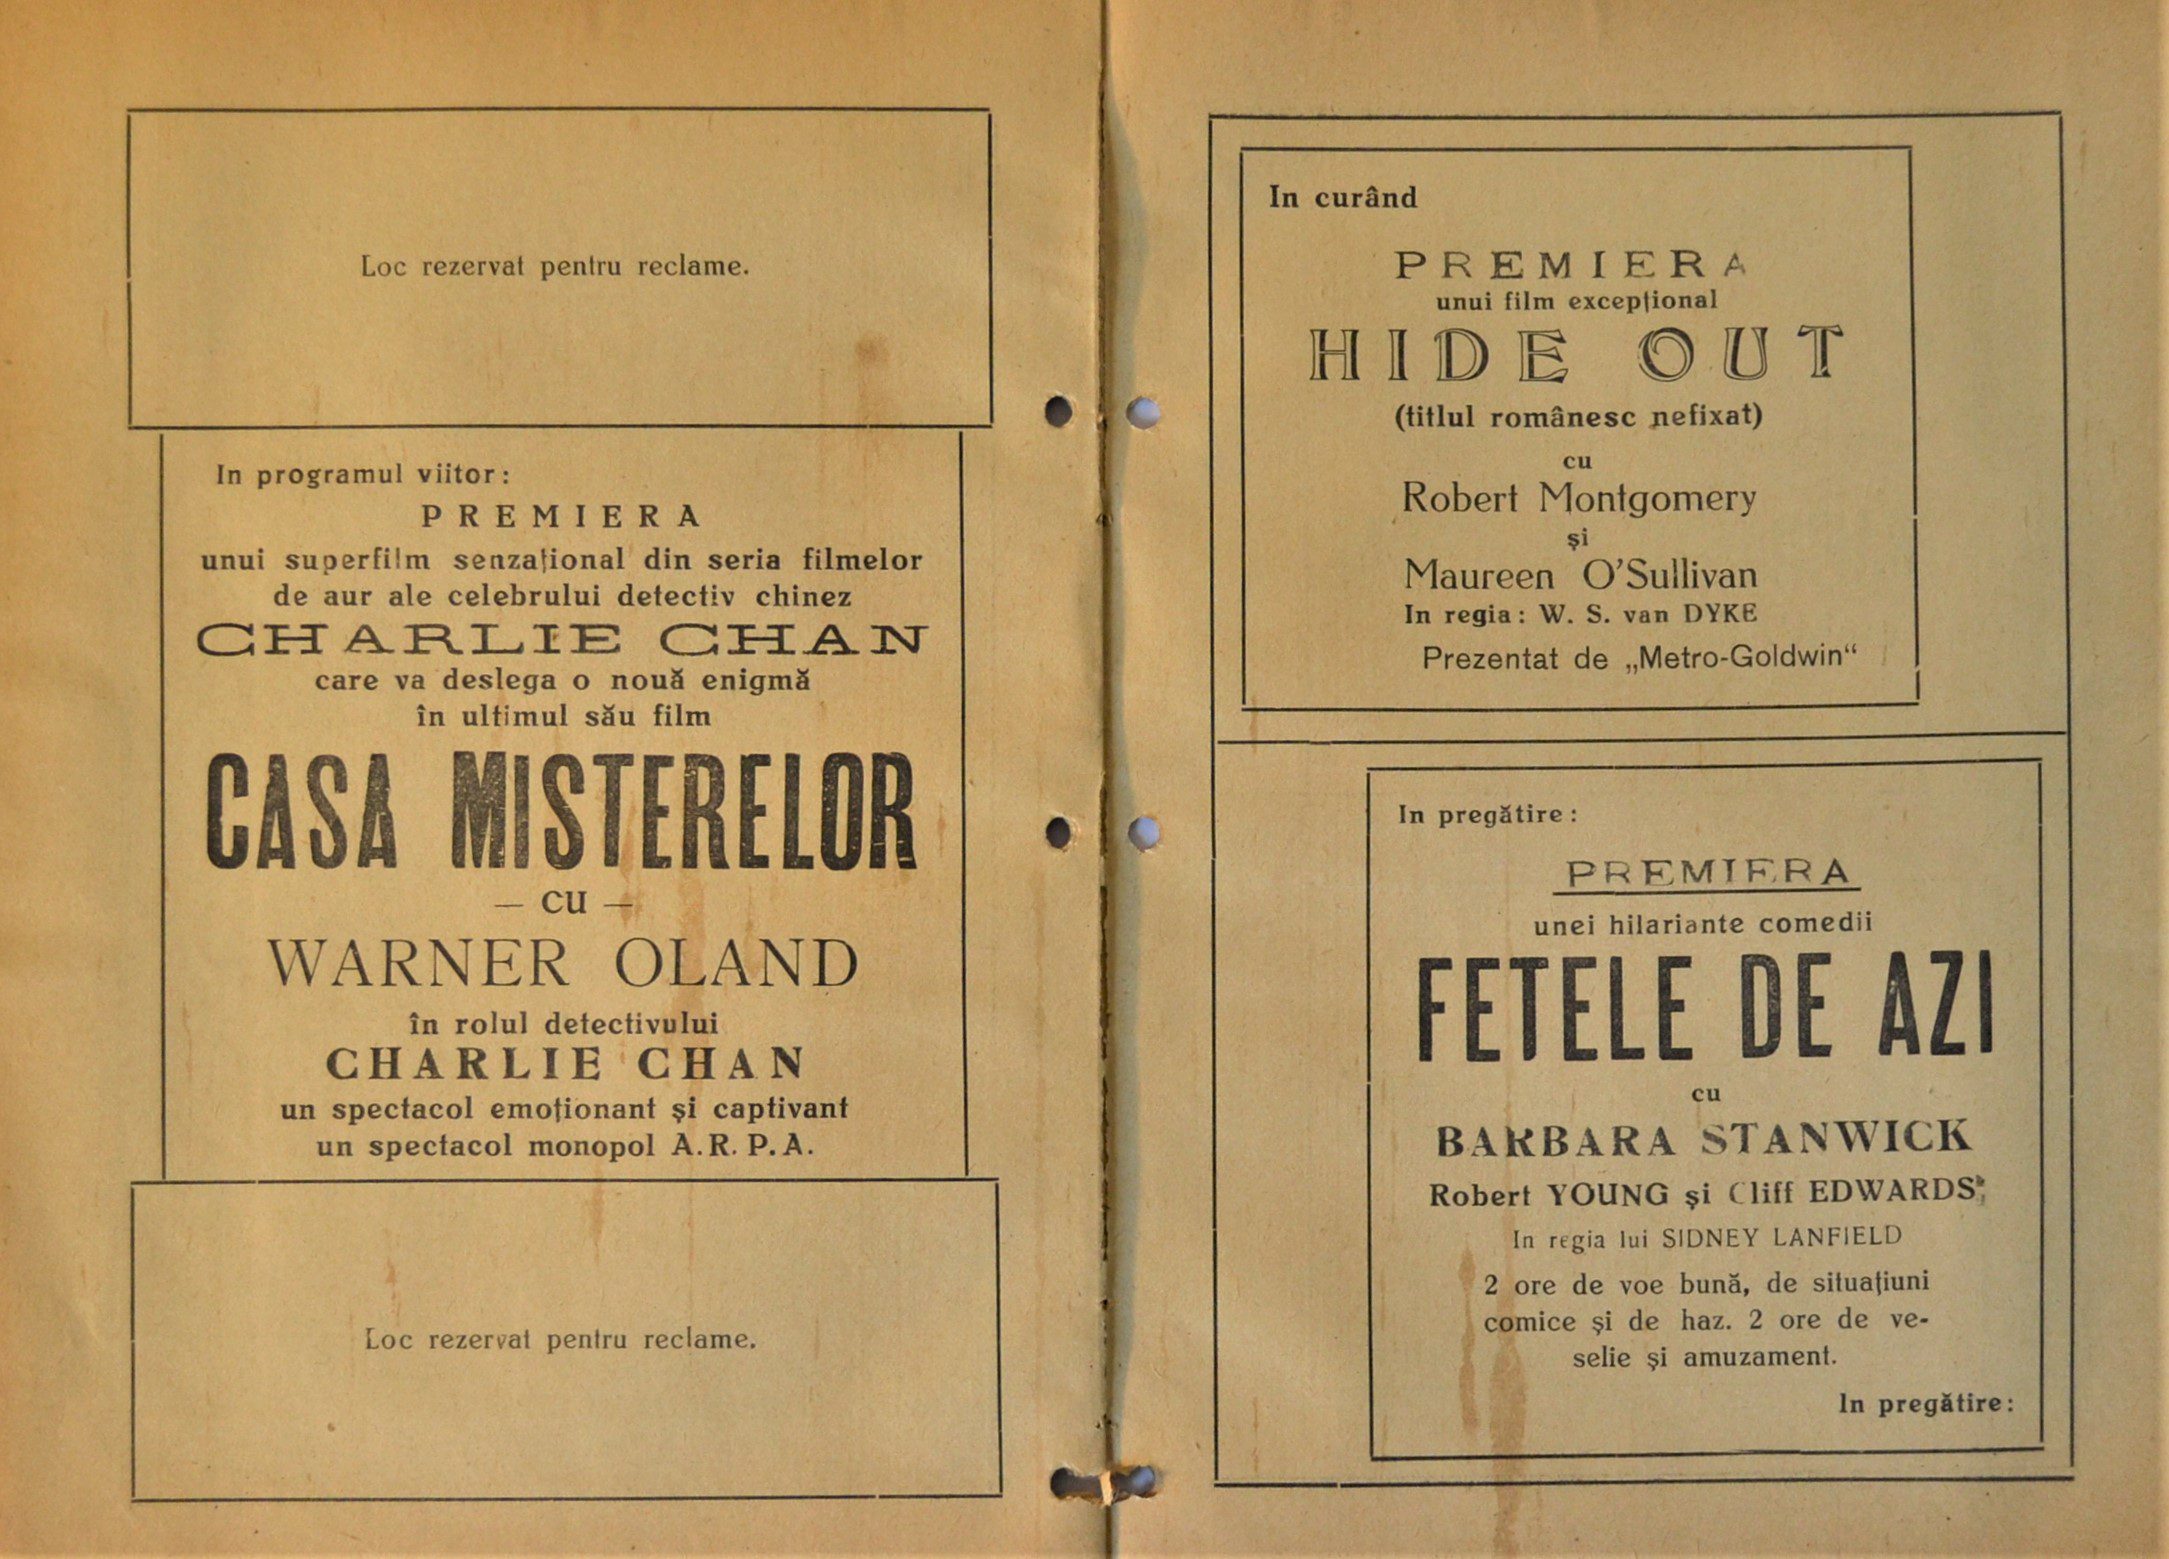 Loc rezervat pentru reclame.
In programul viitor:
PREMIERA
unui superfilm senzațional din seria filmelor
de aur ale celebrului detectiv chinez
CHARLIE CHAN
care va deslega o nouă enigmă
în ultimul său film
CASA MISTERELOR
— cu —
WARNER OLAND
în rolul detectivului
CHARLIE CHAN
un spectacol emoționant și captivant
un spectacol monopol A. R. P. A.
Loc rezervat pentru reclame.
In curând
PREMIERA
unui film excepțional
HIDE OUT
(titlul românesc nefixat)
cu
Robert Montgomery
și
Maureen O'Sullivan
In regia: W. S. van DYKE
Prezentat de „Metro-Goldwin“
In pregătire:
PREMIERA
unei hilariante comedii
FETELE DE AZI
cu
BARBARA STANWICK
Robert YOUNG și Cliff EDWARDS
In regia lui SIDNEY LANFIELD
2 ore de voe bună, de situațiuni
comice și de haz. 2 ore de ve-
selie și amuzament.
In pregătire: